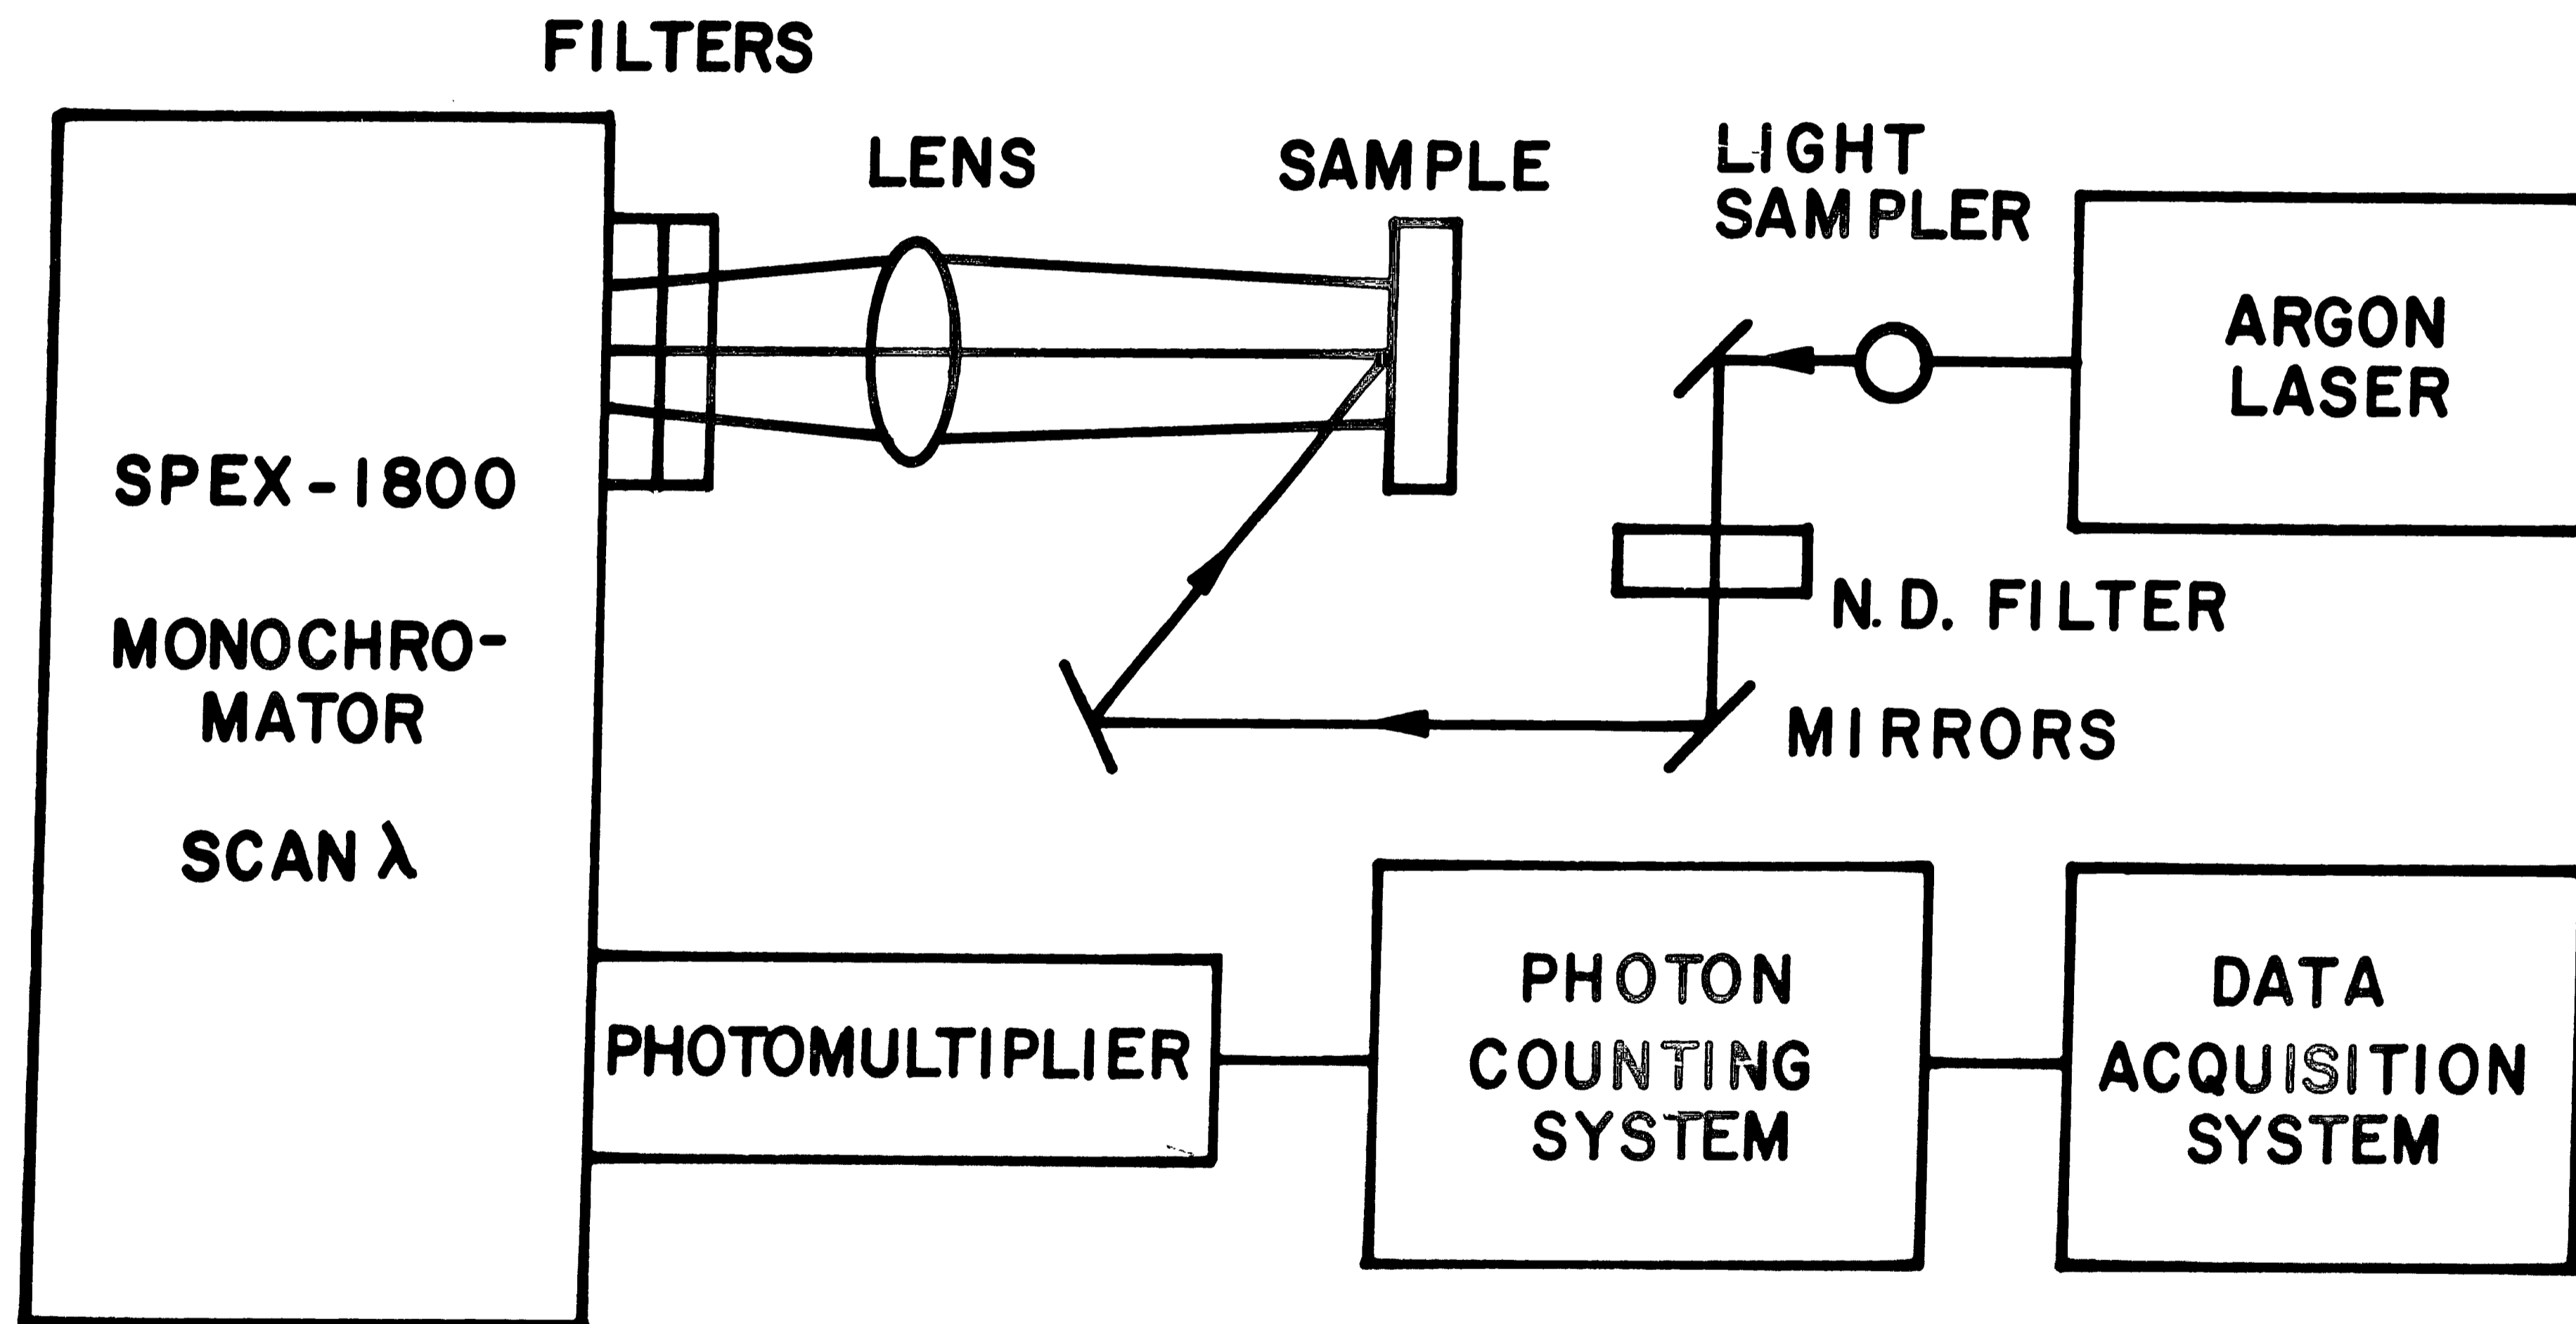 FILTERS
LENS
SAMPLE
LIGHT
SAMPLER
ARGON
LASER
SPEX-1800
MONOCHRO-
MATOR
SCAN λ
N.D. FILTER
MIRRORS
PHOTOMULTIPLIER
PHOTON
COUNTING
SYSTEM
DATA
ACQUISITION
SYSTEM